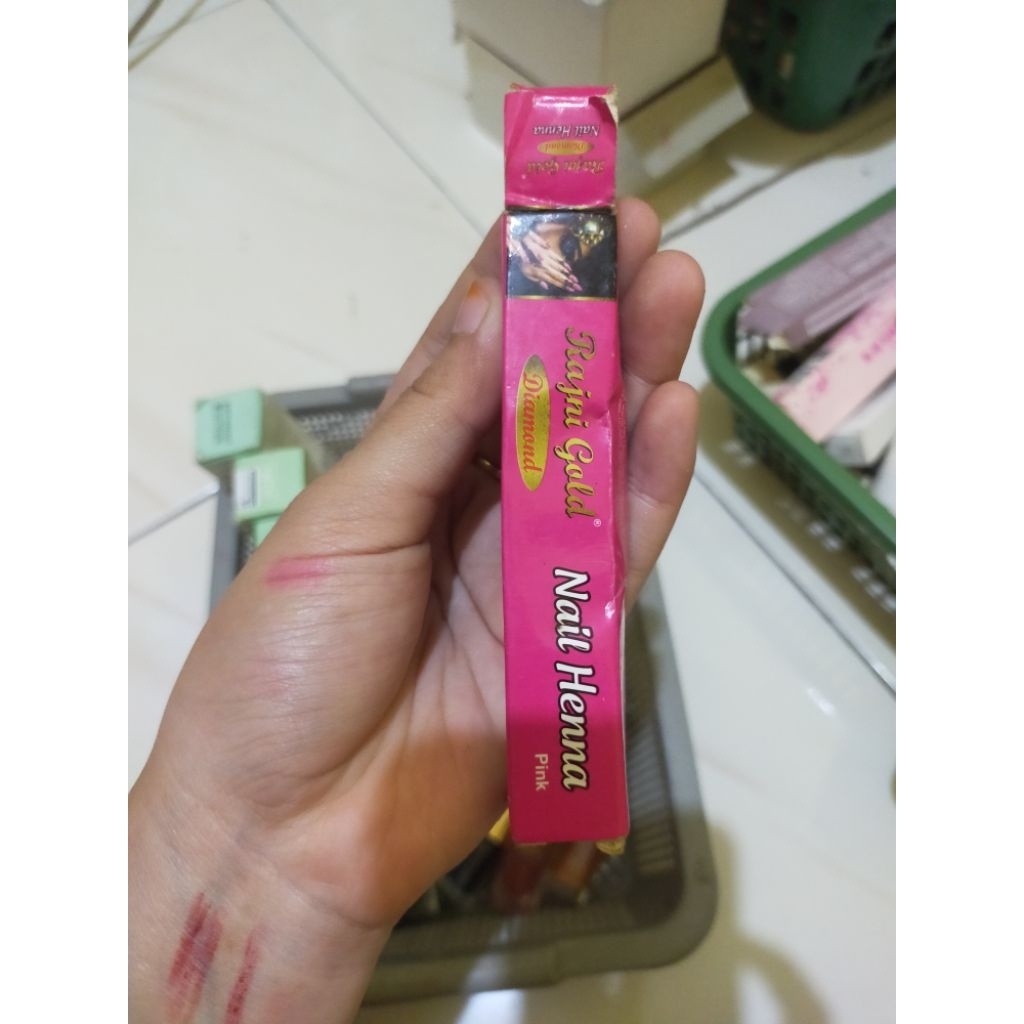 Rajni Gold
Diamond
Nail Henna
Rajni Gold®
Diamond
Nail Henna
Pink